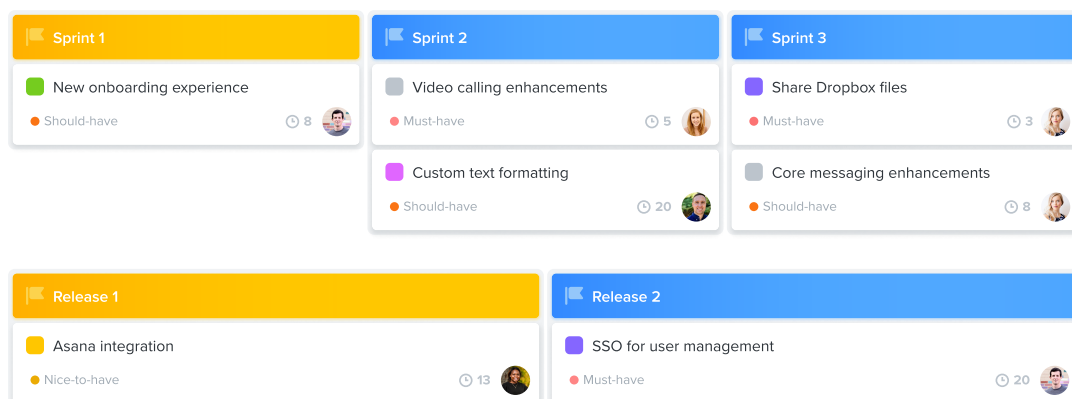 Sprint 1
New onboarding experience
Should-have 8
Sprint 2
Video calling enhancements
Must-have 5
Custom text formatting
Should-have 20
Sprint 3
Share Dropbox files
Must-have 3
Core messaging enhancements
Should-have 8
Release 1
Asana integration
Nice-to-have 13
Release 2
SSO for user management
Must-have 20